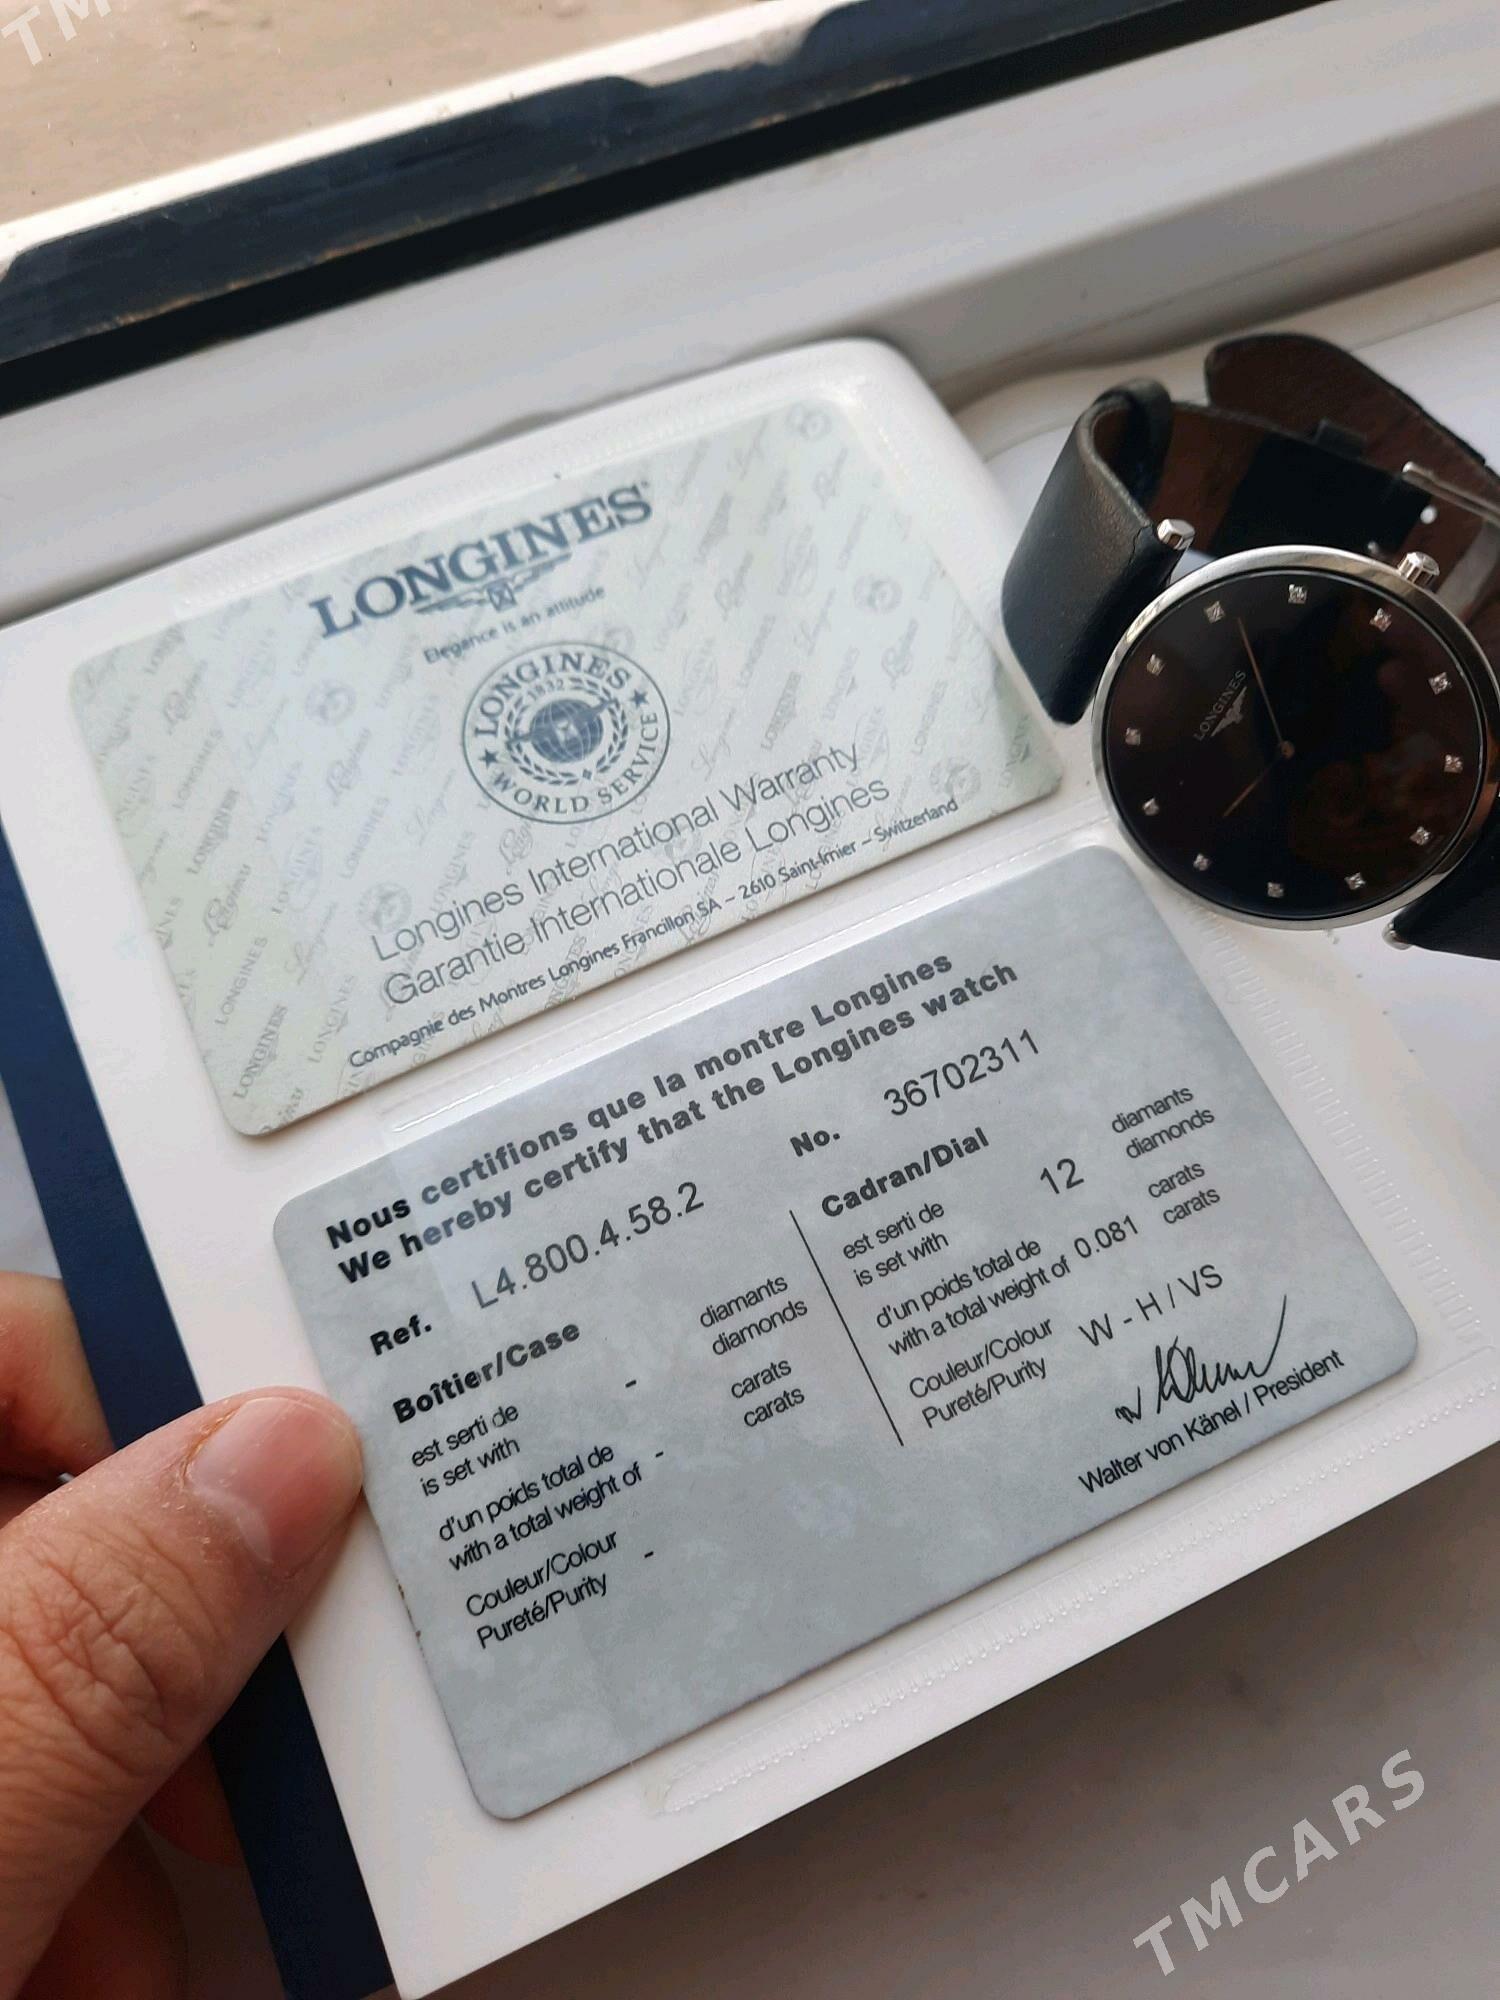 TM
LONGINES
Elegance is an attitude
LONGINES
1832
WORLD SERVICE
Longines International Warranty
Garantie Internationale Longines
Compagnie des Montres Longines Francillon SA – 2610 Saint-Imier – Switzerland
LONGINES
Nous certifions que la montre Longines
We hereby certify that the Longines watch
Ref. L4.800.4.58.2 No. 36702311
Boîtier/Case
est serti de - diamants
is set with diamonds
d'un poids total de - carats
with a total weight of carats
Couleur/Colour -
Pureté/Purity
Cadran/Dial
est serti de 12 diamants
is set with diamonds
d'un poids total de carats
with a total weight of 0.081 carats
Couleur/Colour W - H / VS
Pureté/Purity
Walter von Känel / President
TMCARS